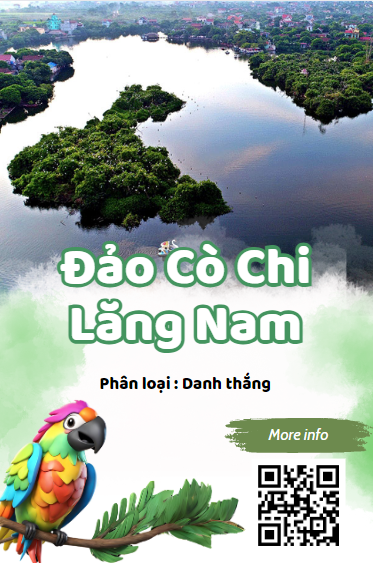 Đảo Cò Chi
Lăng Nam
Phân loại : Danh thắng
More info